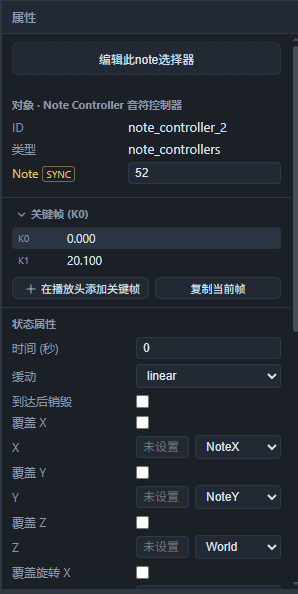 属性
编辑此note选择器
对象 · Note Controller 音符控制器
ID note_controller_2
类型 note_controllers
Note SYNC 52
关键帧 (K0)
K0 0.000
K1 20.100
＋ 在播放头添加关键帧 复制当前帧
状态属性
时间 (秒) 0
缓动 linear
到达后销毁
覆盖 X
X 未设置 NoteX
覆盖 Y
Y 未设置 NoteY
覆盖 Z
Z 未设置 World
覆盖旋转 X